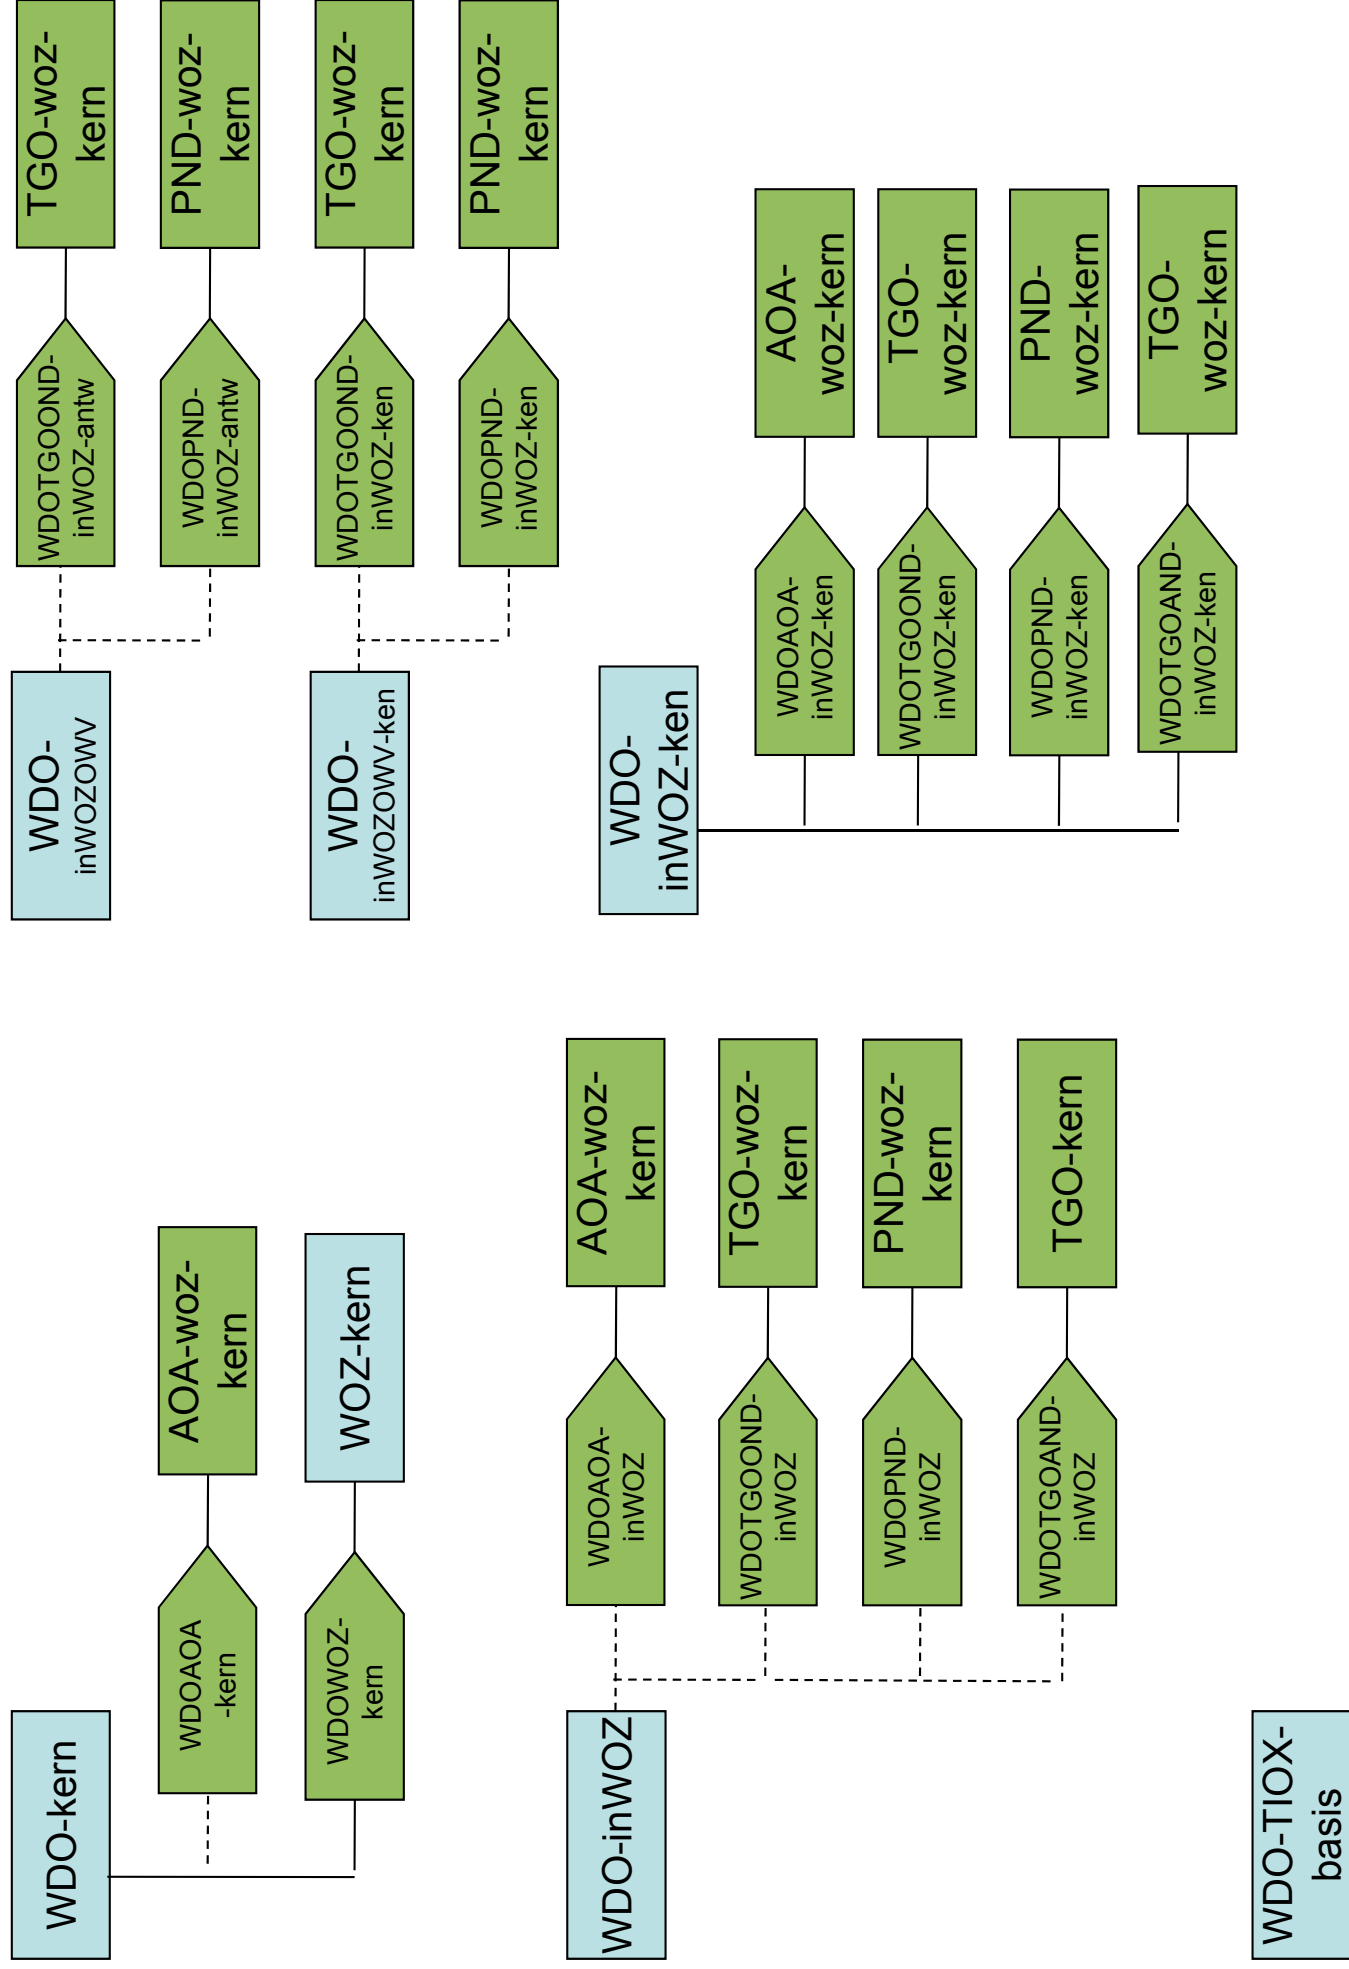 WDO-kern
WDOAOA
-kern
AOA-woz-
kern
WDOWOZ-
kern
WOZ-kern
WDO-
inWOZOWV
WDOTGOOND-
inWOZ-antw
TGO-woz-
kern
WDOPND-
inWOZ-antw
PND-woz-
kern
WDO-
inWOZOWV-ken
WDOTGOOND-
inWOZ-ken
TGO-woz-
kern
WDOPND-
inWOZ-ken
PND-woz-
kern
WDO-inWOZ
WDOAOA-
inWOZ
AOA-woz-
kern
WDOTGOOND-
inWOZ
TGO-woz-
kern
WDOPND-
inWOZ
PND-woz-
kern
WDOTGOAND-
inWOZ
TGO-kern
WDO-
inWOZ-ken
WDOAOA-
inWOZ-ken
AOA-
woz-kern
WDOTGOOND-
inWOZ-ken
TGO-
woz-kern
WDOPND-
inWOZ-ken
PND-
woz-kern
WDOTGOAND-
inWOZ-ken
TGO-
woz-kern
WDO-TIOX-
basis